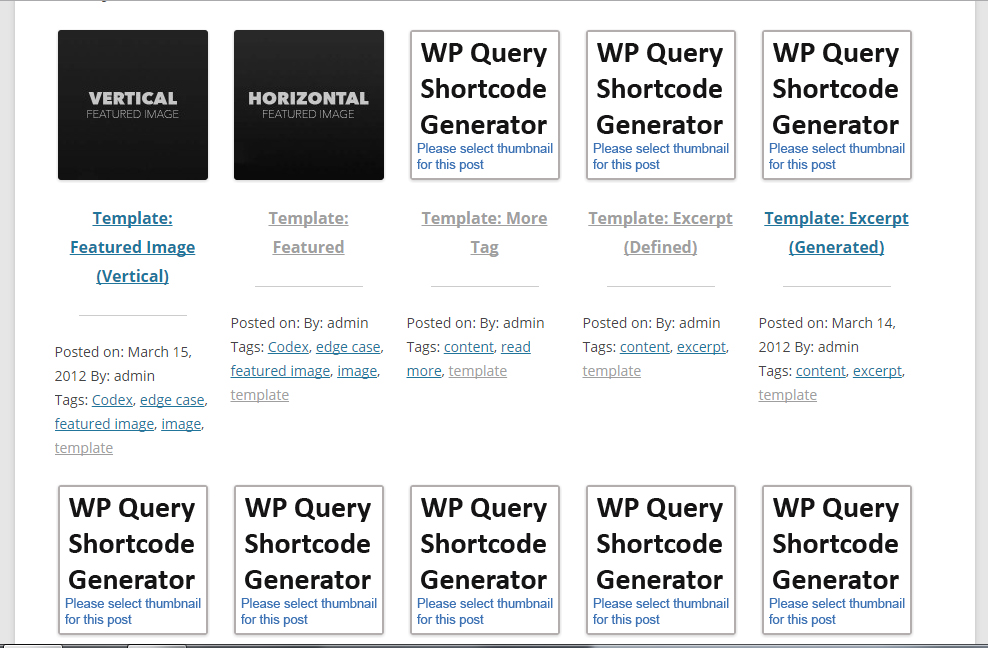 VERTICAL
FEATURED IMAGE
HORIZONTAL
FEATURED IMAGE
WP Query
Shortcode
Generator
Please select thumbnail
for this post
WP Query
Shortcode
Generator
Please select thumbnail
for this post
WP Query
Shortcode
Generator
Please select thumbnail
for this post
Template:
Featured Image
(Vertical)
Posted on: March 15,
2012 By: admin
Tags: Codex, edge case,
featured image, image,
template
Template:
Featured
Posted on: By: admin
Tags: Codex, edge case,
featured image, image,
template
Template: More
Tag
Posted on: By: admin
Tags: content, read
more, template
Template: Excerpt
(Defined)
Posted on: By: admin
Tags: content, excerpt,
template
Template: Excerpt
(Generated)
Posted on: March 14,
2012 By: admin
Tags: content, excerpt,
template
WP Query
Shortcode
Generator
Please select thumbnail
for this post
WP Query
Shortcode
Generator
Please select thumbnail
for this post
WP Query
Shortcode
Generator
Please select thumbnail
for this post
WP Query
Shortcode
Generator
Please select thumbnail
for this post
WP Query
Shortcode
Generator
Please select thumbnail
for this post